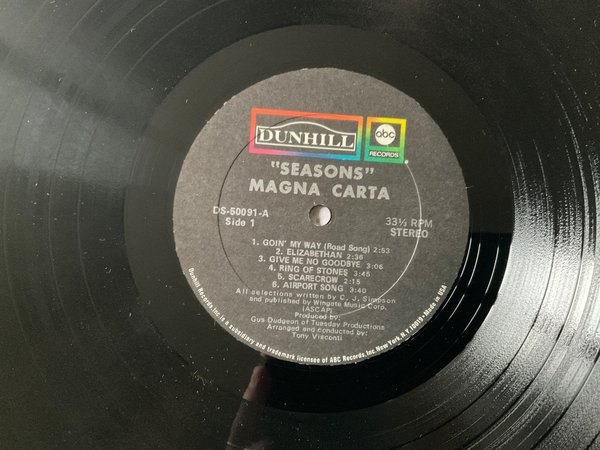 DUNHILL
abc
RECORDS
"SEASONS"
MAGNA CARTA
DS-50091-A
Side 1
33⅓ RPM
STEREO
1. GOIN' MY WAY (Road Song) 2:53
2. ELIZABETHAN 2:36
3. GIVE ME NO GOODBYE 3:06
4. RING OF STONES 3:45
5. SCARECROW 2:15
6. AIRPORT SONG 3:40
All selections written by C. J. Simpson
and published by Wingate Music Corp.
(ASCAP)
Produced by:
Gus Dudgeon of Tuesday Productions
Arranged and conducted by:
Tony Visconti
Dunhill Records, Inc. is a subsidiary and trademark licensee of ABC Records, Inc. New York, N.Y. 10019 • Made in USA